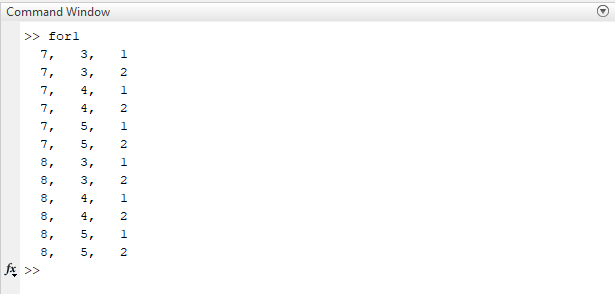 Command Window
>> for1
7, 3, 1
7, 3, 2
7, 4, 1
7, 4, 2
7, 5, 1
7, 5, 2
8, 3, 1
8, 3, 2
8, 4, 1
8, 4, 2
8, 5, 1
8, 5, 2
fx >>